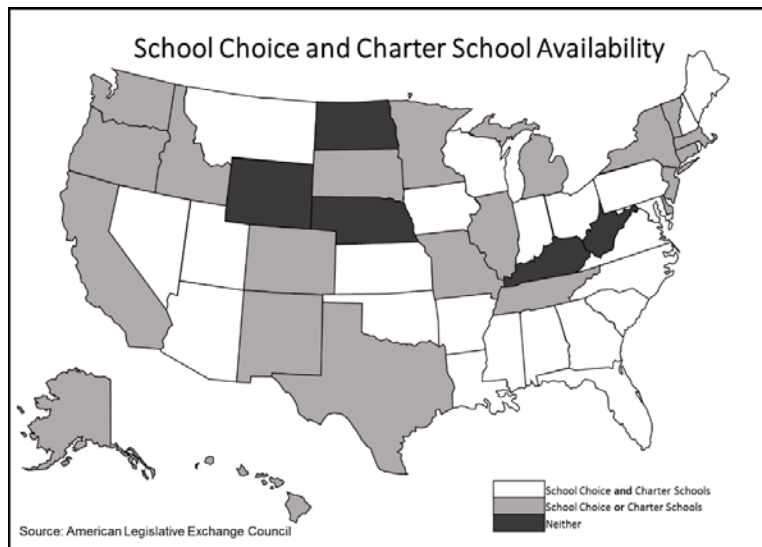 School Choice and Charter School Availability
School Choice and Charter Schools
School Choice or Charter Schools
Neither
Source: American Legislative Exchange Council